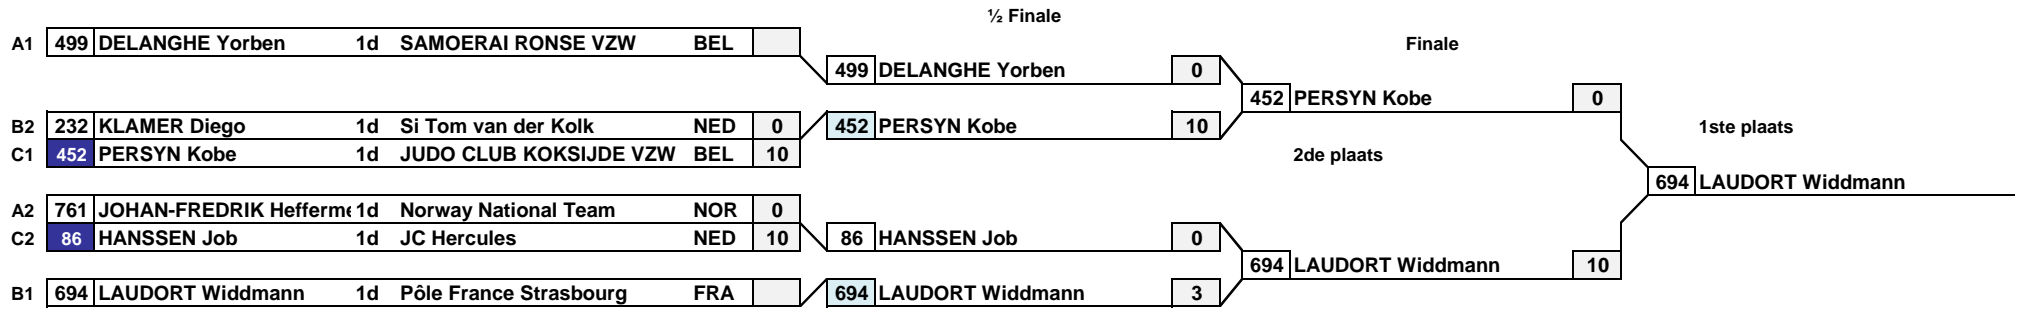 ½ Finale
A1 499 DELANGHE Yorben 1d SAMOERAI RONSE VZW BEL
Finale
499 DELANGHE Yorben 0
452 PERSYN Kobe 0
B2 232 KLAMER Diego 1d Si Tom van der Kolk NED 0
452 PERSYN Kobe 10
1ste plaats
C1 452 PERSYN Kobe 1d JUDO CLUB KOKSIJDE VZW BEL 10
2de plaats
694 LAUDORT Widdmann
A2 761 JOHAN-FREDRIK Hefferme 1d Norway National Team NOR 0
C2 86 HANSSEN Job 1d JC Hercules NED 10
86 HANSSEN Job 0
694 LAUDORT Widdmann 10
B1 694 LAUDORT Widdmann 1d Pôle France Strasbourg FRA
694 LAUDORT Widdmann 3